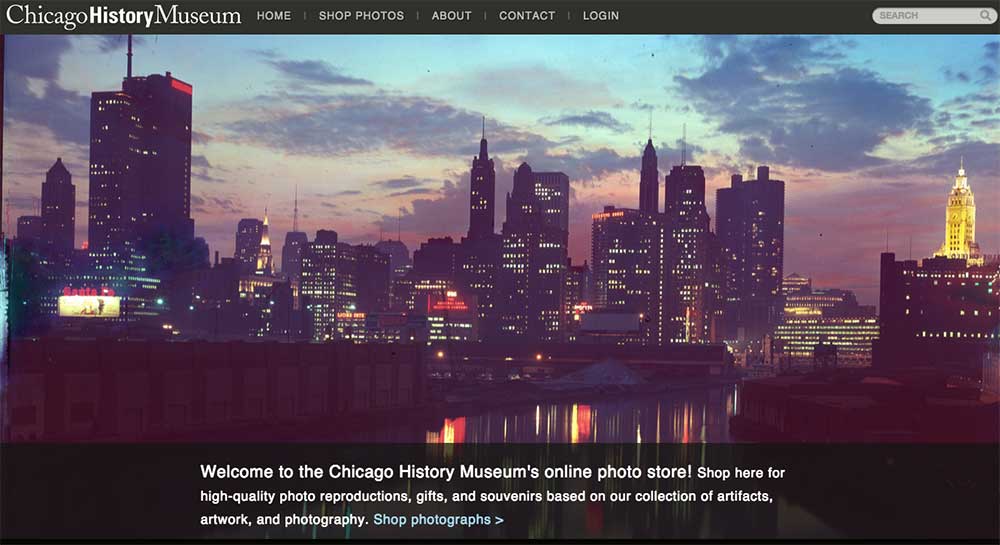 ChicagoHistoryMuseum HOME | SHOP PHOTOS | ABOUT | CONTACT | LOGIN SEARCH
Santa Fe
Welcome to the Chicago History Museum's online photo store! Shop here for
high-quality photo reproductions, gifts, and souvenirs based on our collection of artifacts,
artwork, and photography. Shop photographs >